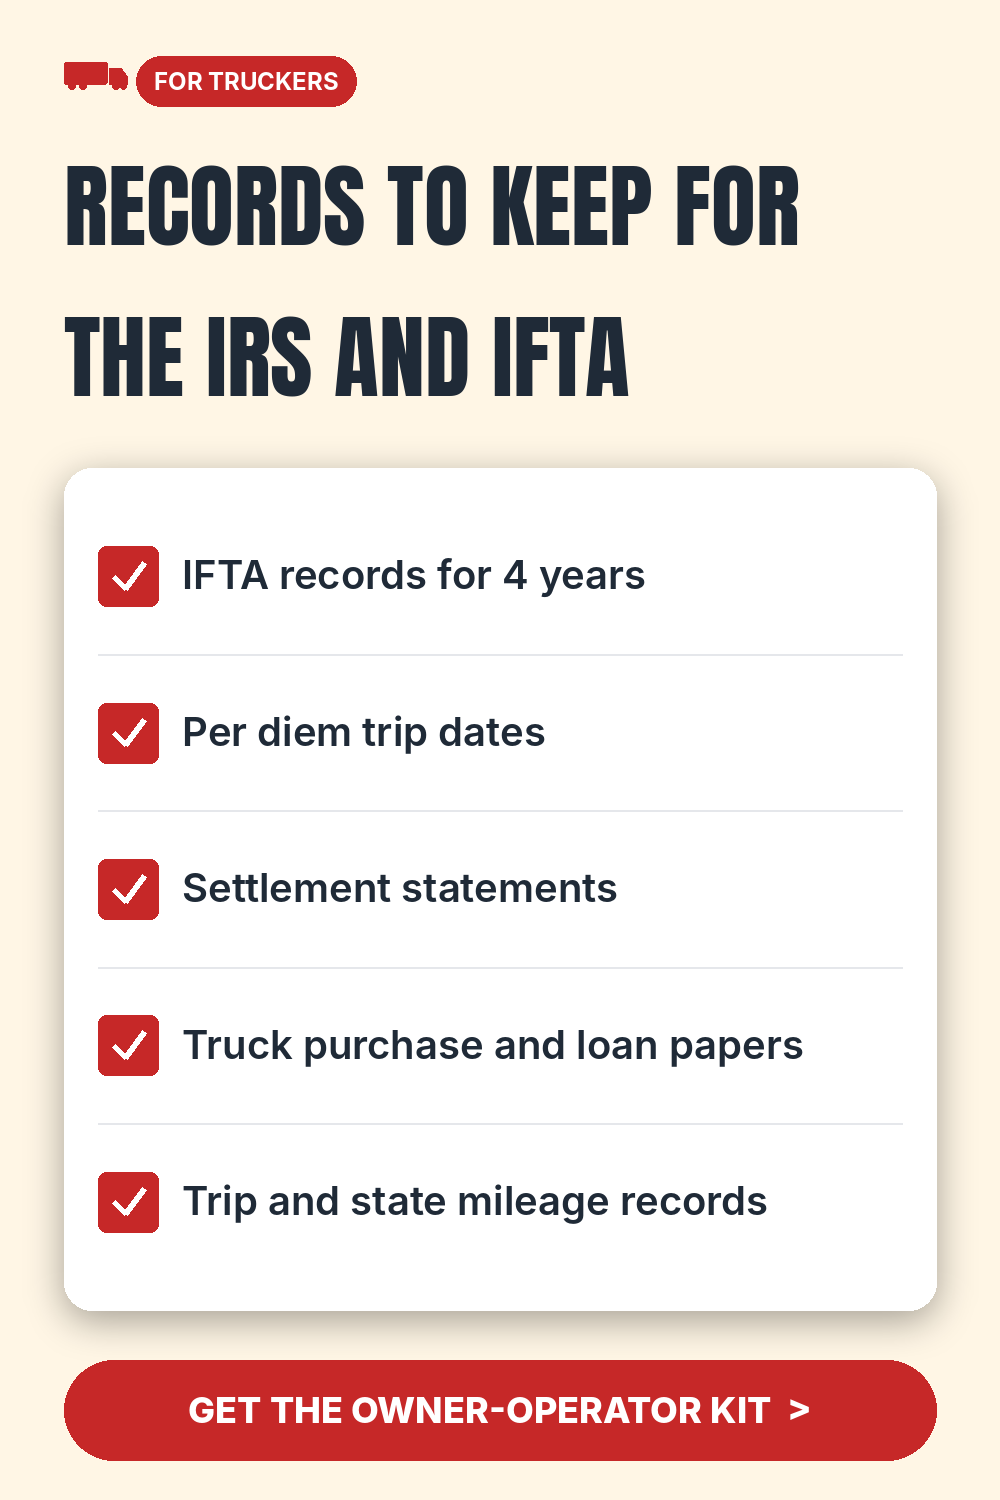 FOR TRUCKERS
RECORDS TO KEEP FOR
THE IRS AND IFTA
IFTA records for 4 years
Per diem trip dates
Settlement statements
Truck purchase and loan papers
Trip and state mileage records
GET THE OWNER-OPERATOR KIT >